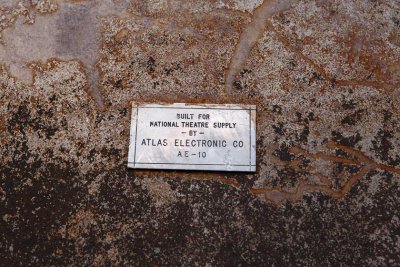 BUILT FOR
NATIONAL THEATRE SUPPLY
- BY -
ATLAS ELECTRONIC CO
AE-10